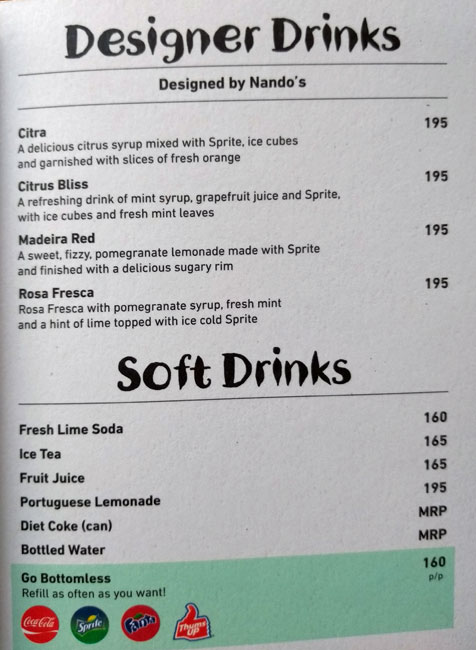 Designer Drinks
Designed by Nando's
Citra 195
A delicious citrus syrup mixed with Sprite, ice cubes
and garnished with slices of fresh orange
Citrus Bliss 195
A refreshing drink of mint syrup, grapefruit juice and Sprite,
with ice cubes and fresh mint leaves
Madeira Red 195
A sweet, fizzy, pomegranate lemonade made with Sprite
and finished with a delicious sugary rim
Rosa Fresca 195
Rosa Fresca with pomegranate syrup, fresh mint
and a hint of lime topped with ice cold Sprite
Soft Drinks
Fresh Lime Soda 160
Ice Tea 165
Fruit Juice 165
Portuguese Lemonade 195
Diet Coke (can) MRP
Bottled Water MRP
Go Bottomless 160
Refill as often as you want! p/p
Coca-Cola Sprite Fanta Thums Up